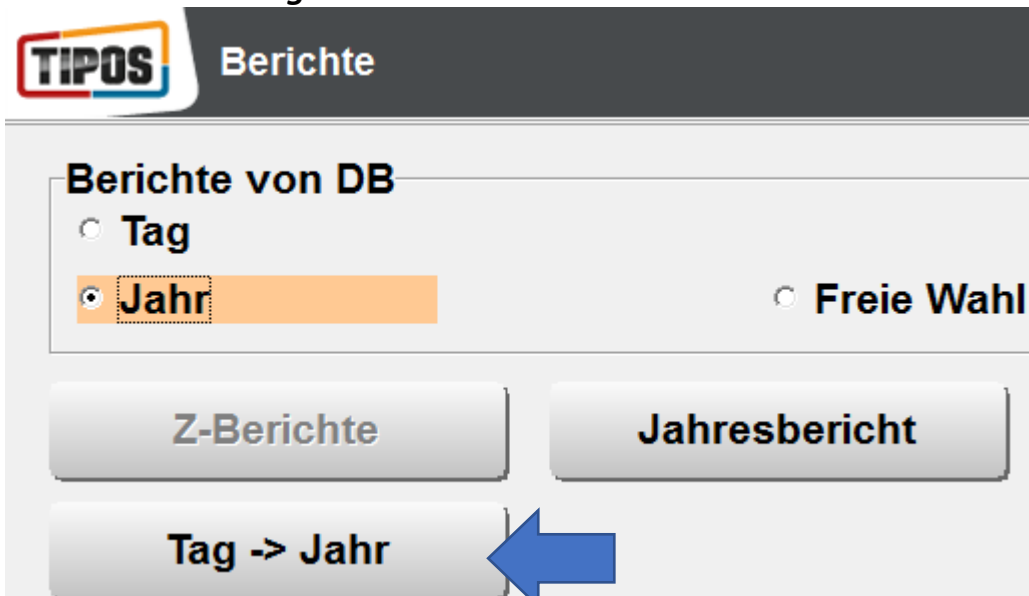 TIPOS
Berichte
Berichte von DB
Tag
Jahr
Freie Wahl
Z-Berichte
Jahresbericht
Tag -> Jahr